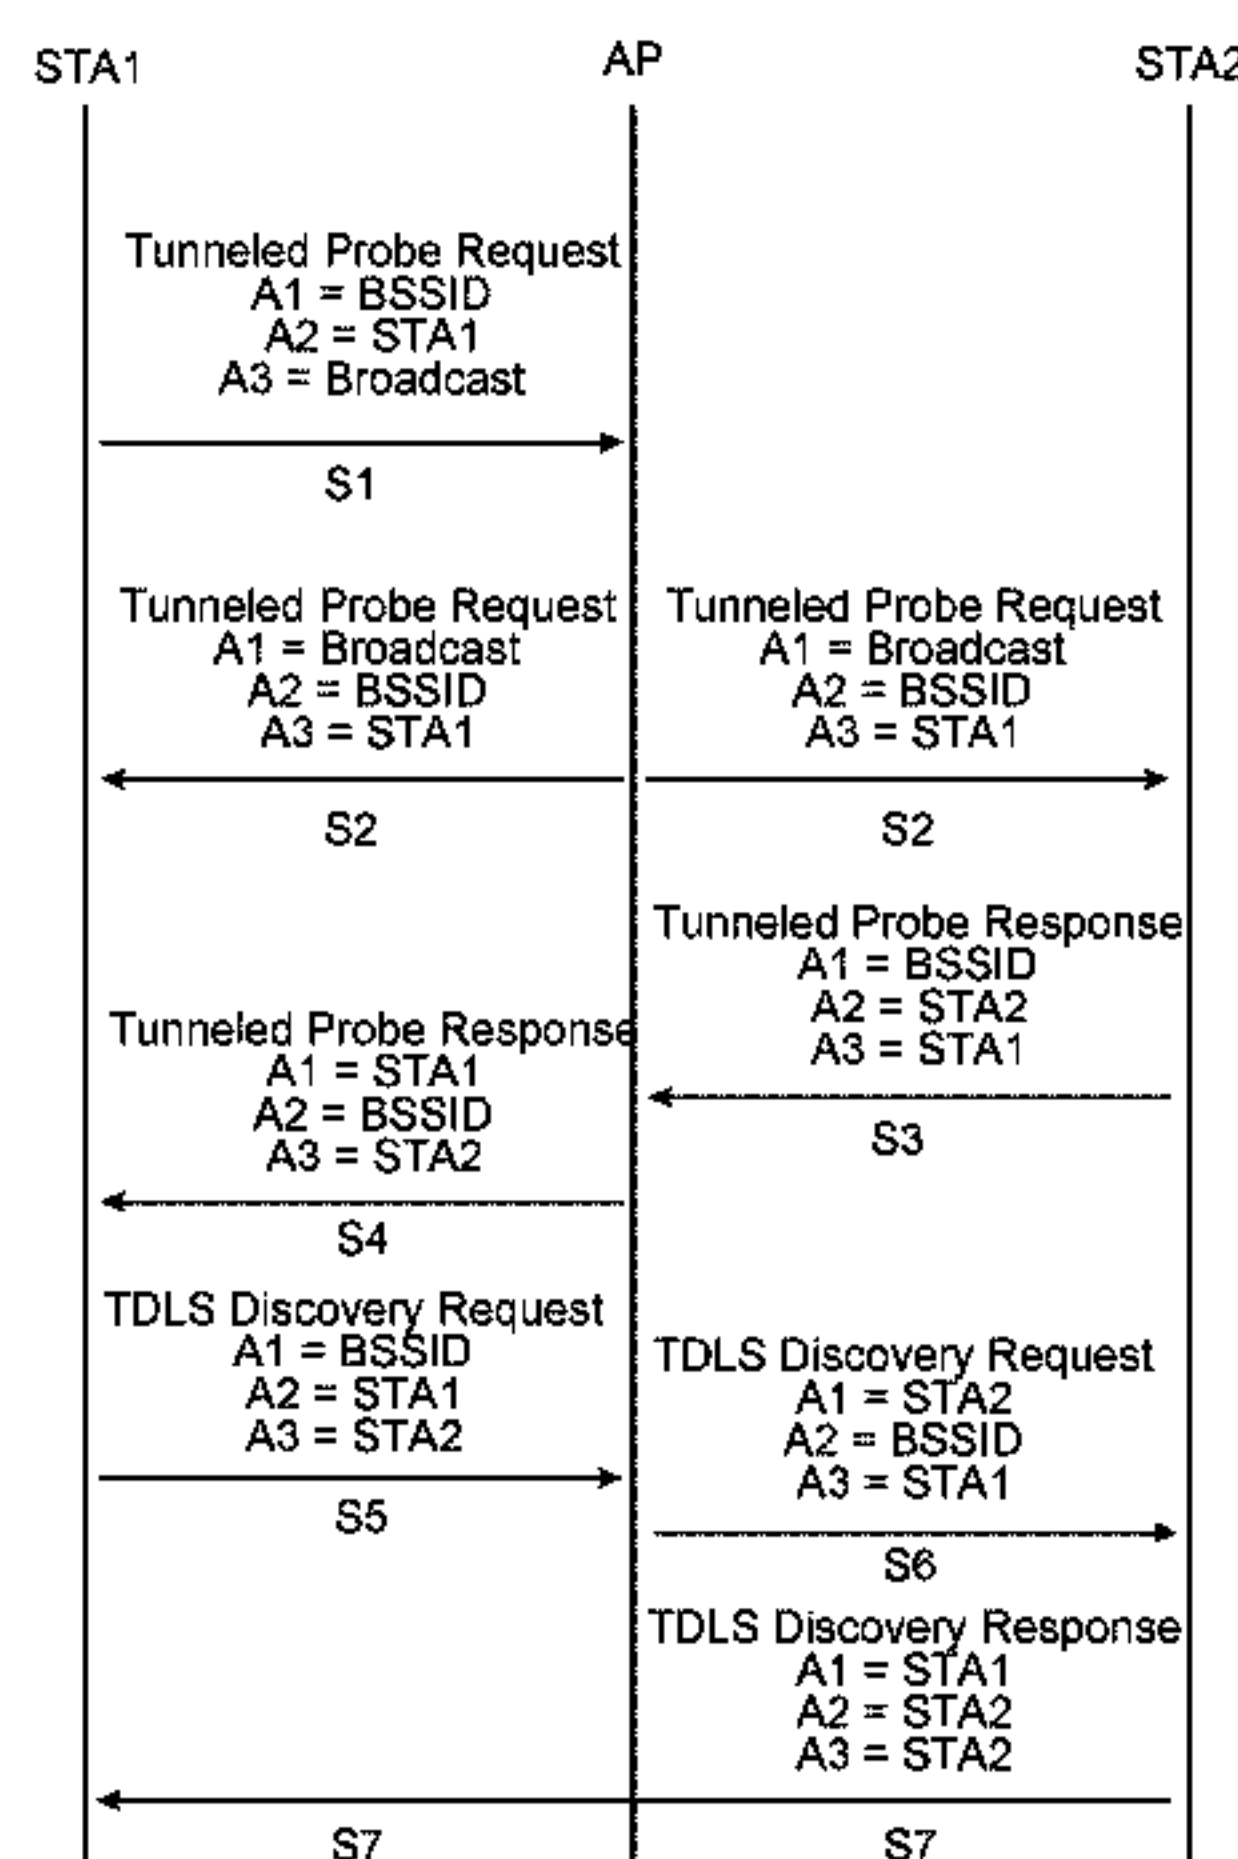 STA1
AP
STA2
Tunneled Probe Request
A1 = BSSID
A2 = STA1
A3 = Broadcast
S1
Tunneled Probe Request
A1 = Broadcast
A2 = BSSID
A3 = STA1
S2
Tunneled Probe Request
A1 = Broadcast
A2 = BSSID
A3 = STA1
S2
Tunneled Probe Response
A1 = BSSID
A2 = STA2
A3 = STA1
S3
Tunneled Probe Response
A1 = STA1
A2 = BSSID
A3 = STA2
S4
TDLS Discovery Request
A1 = BSSID
A2 = STA1
A3 = STA2
S5
TDLS Discovery Request
A1 = STA2
A2 = BSSID
A3 = STA1
S6
TDLS Discovery Response
A1 = STA1
A2 = STA2
A3 = STA2
S7
S7